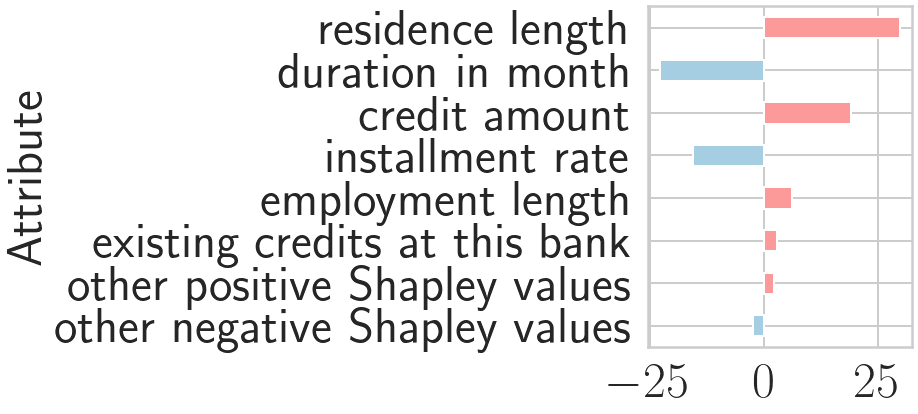 Attribute
residence length
duration in month
credit amount
installment rate
employment length
existing credits at this bank
other positive Shapley values
other negative Shapley values
−25 0 25